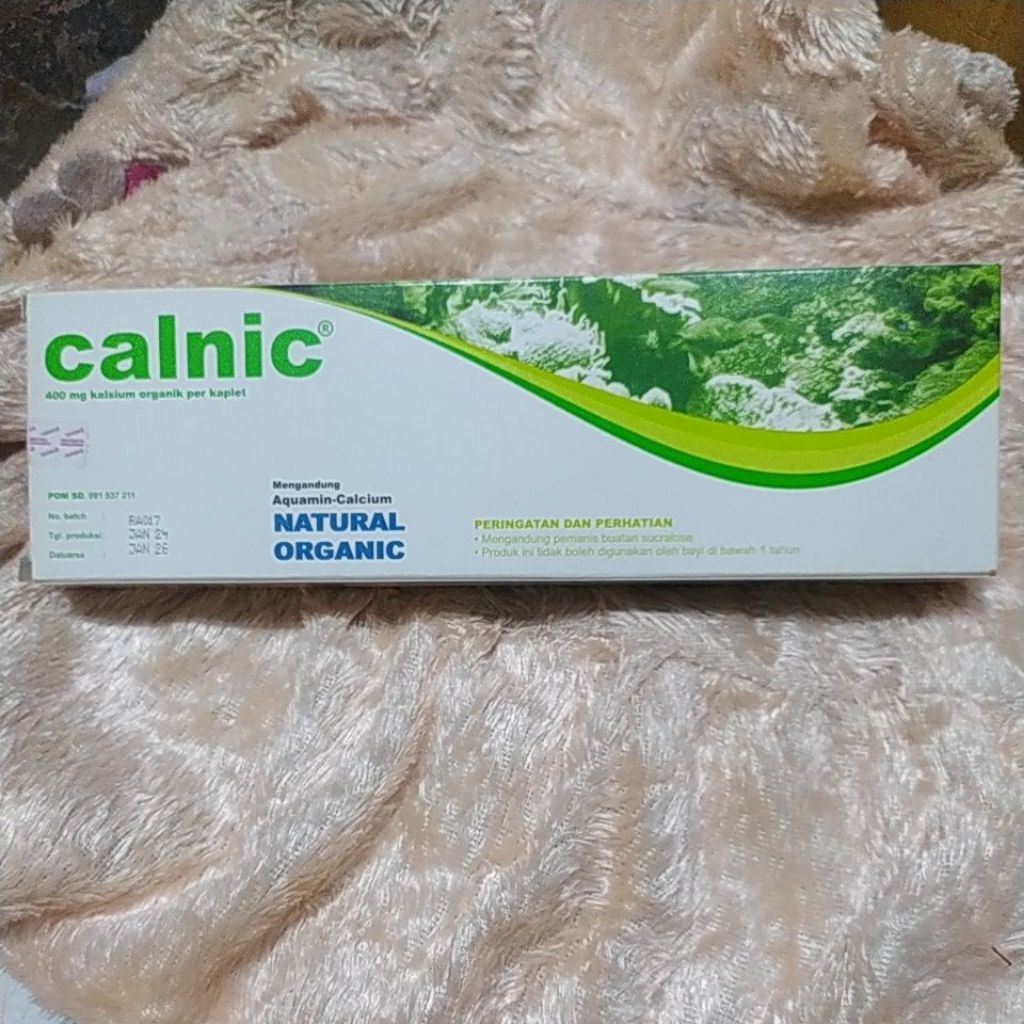 calnic®
400 mg kalsium organik per kaplet
POM SD. 001 537 211
No. batch : RA017
Tgl. produksi : JAN 24
Daluarsa : JAN 26
Mengandung
Aquamin-Calcium
NATURAL
ORGANIC
PERINGATAN DAN PERHATIAN
• Mengandung pemanis buatan sucralose
• Produk ini tidak boleh digunakan oleh bayi di bawah 1 tahun